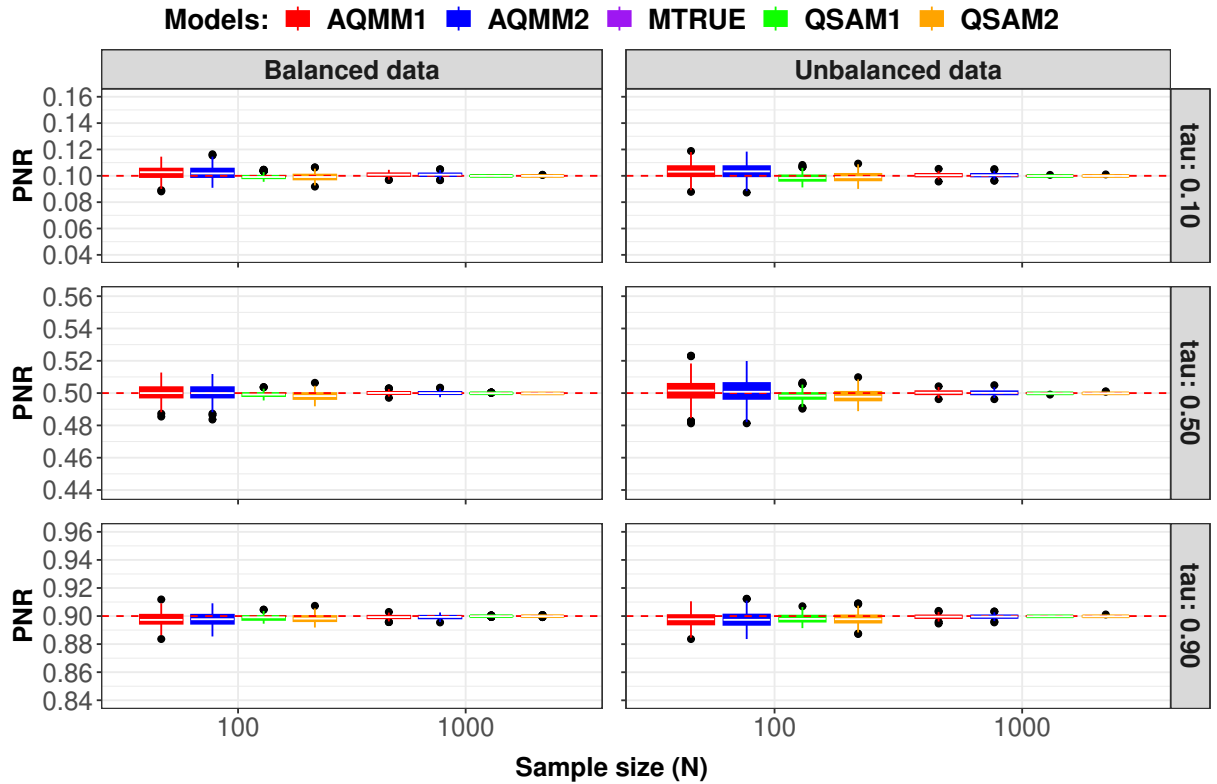 Models: AQMM1 AQMM2 MTRUE QSAM1 QSAM2
Balanced data Unbalanced data
PNR
0.16
0.14
0.12
0.10
0.08
0.06
0.04
tau: 0.10
PNR
0.56
0.54
0.52
0.50
0.48
0.46
0.44
tau: 0.50
PNR
0.96
0.94
0.92
0.90
0.88
0.86
0.84
tau: 0.90
100 1000 100 1000
Sample size (N)